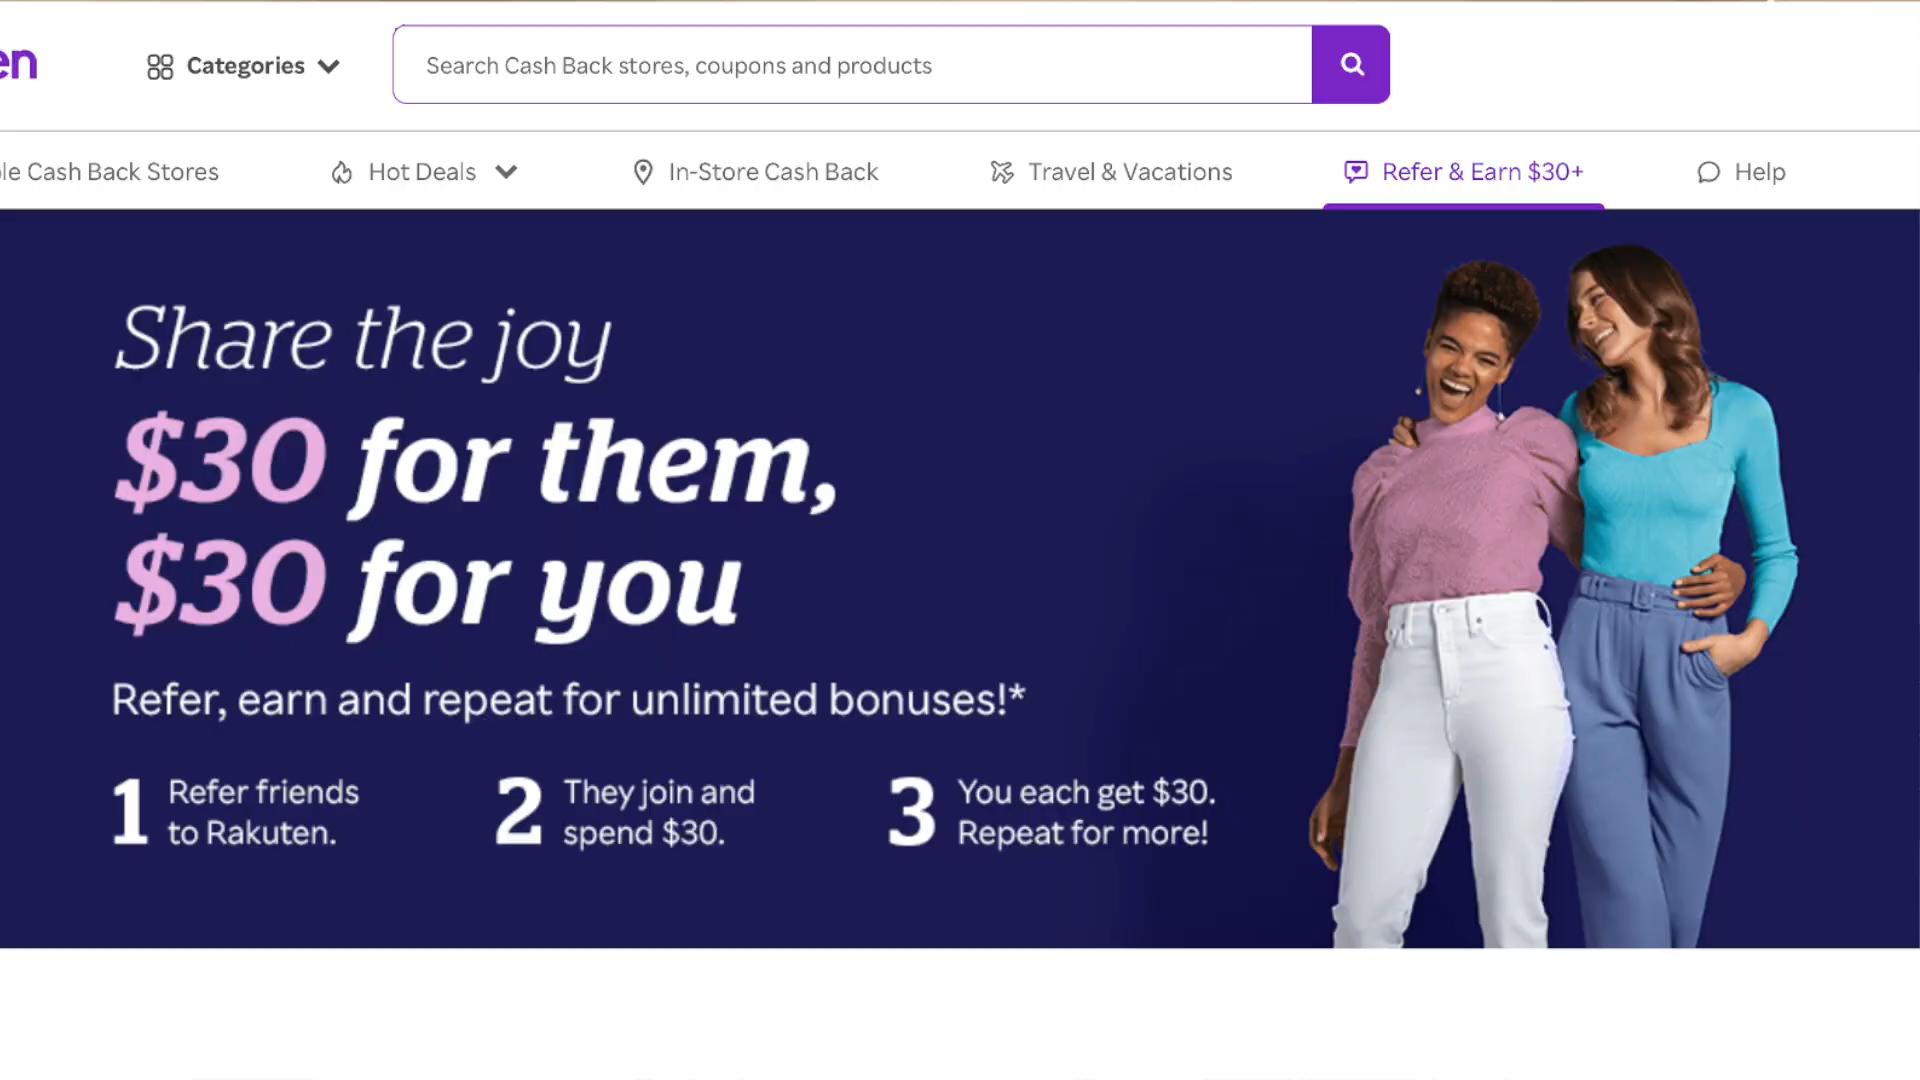 en
Categories
Search Cash Back stores, coupons and products
le Cash Back Stores
Hot Deals
In-Store Cash Back
Travel & Vacations
Refer & Earn $30+
Help
Share the joy
$30 for them,
$30 for you
Refer, earn and repeat for unlimited bonuses!*
1 Refer friends
to Rakuten.
2 They join and
spend $30.
3 You each get $30.
Repeat for more!